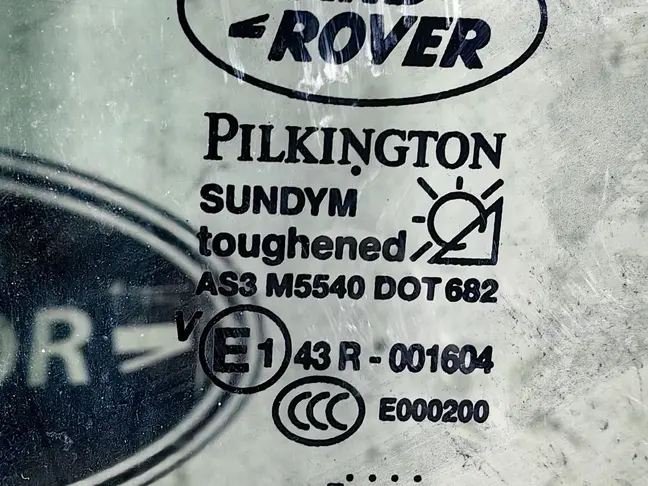 ROVER
PILKINGTON
SUNDYM
toughened
AS3 M5540 DOT 682
V E1 43 R - 001604
CCC E000200